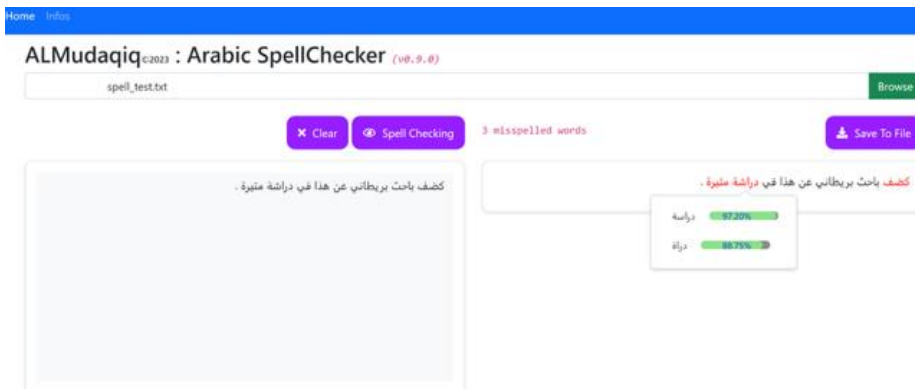 Home Infos
ALMudaqiq©2023 : Arabic SpellChecker (v0.9.0)
spell_test.txt Browse
Clear Spell Checking 3 misspelled words Save To File
كضف باحث بريطاني عن هذا في دراشة متيرة .
كضف باحث بريطاني عن هذا في دراشة متيرة .
97.20% دراسة
88.75% دراة